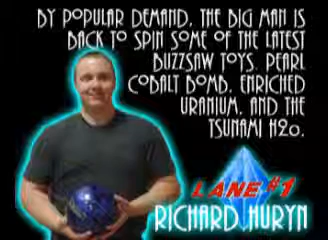 BY POPULAR DEMAND, THE BIG MAN IS
BACK TO SPIN SOME OF THE LATEST
BUZZSAW TOYS. PEARL
COBALT BOMB, ENRICHED
URANIUM, AND THE
TSUNAMI H2O.
LANE #1
RICHARD HURYN